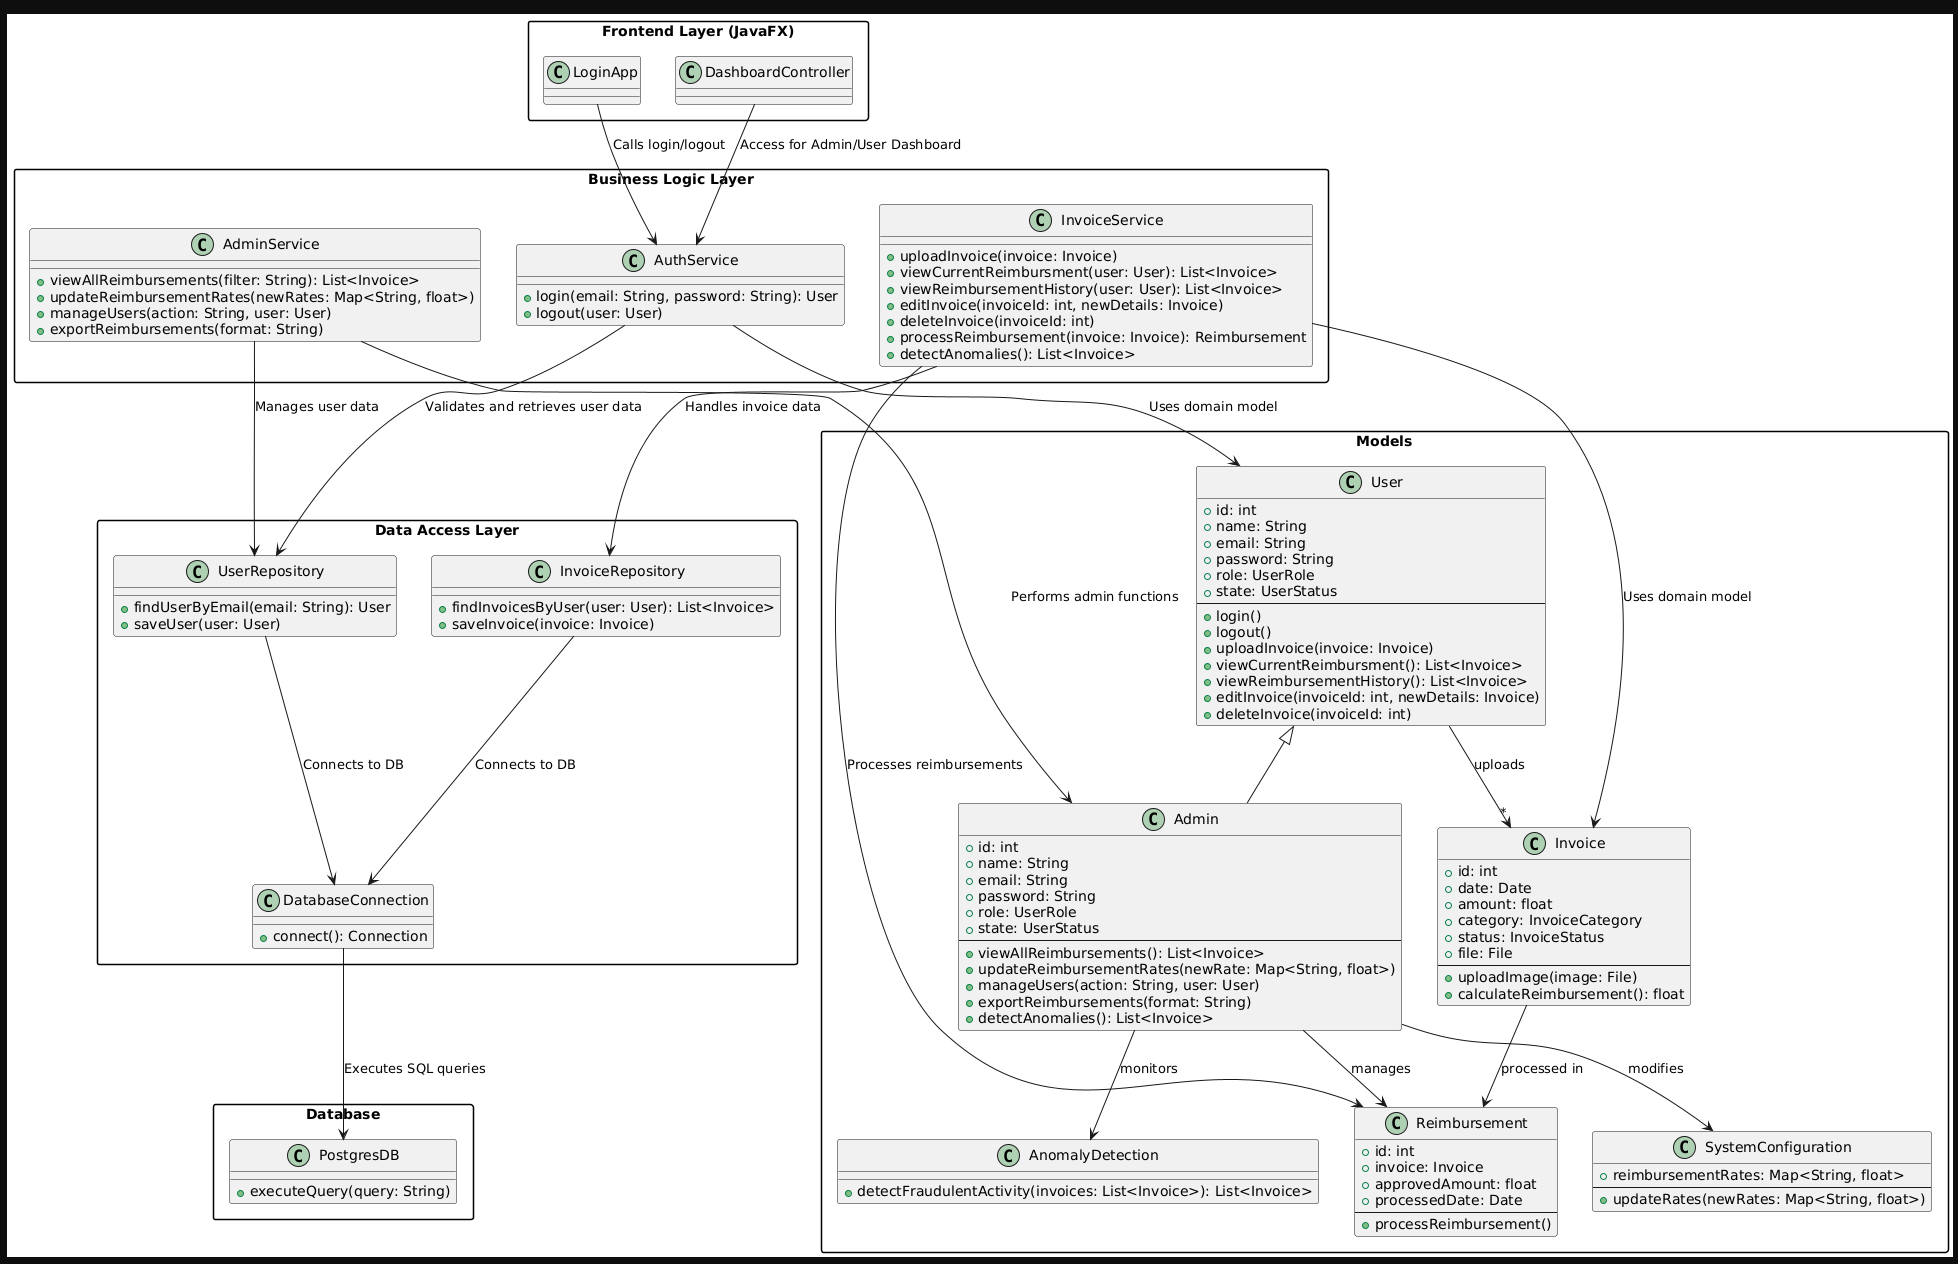 Frontend Layer (JavaFX)
C LoginApp
C DashboardController
Calls login/logout
Access for Admin/User Dashboard
Business Logic Layer
C AdminService
viewAllReimbursements(filter: String): List<Invoice>
updateReimbursementRates(newRates: Map<String, float>)
manageUsers(action: String, user: User)
exportReimbursements(format: String)
C AuthService
login(email: String, password: String): User
logout(user: User)
C InvoiceService
uploadInvoice(invoice: Invoice)
viewCurrentReimbursment(user: User): List<Invoice>
viewReimbursementHistory(user: User): List<Invoice>
editInvoice(invoiceId: int, newDetails: Invoice)
deleteInvoice(invoiceId: int)
processReimbursement(invoice: Invoice): Reimbursement
detectAnomalies(): List<Invoice>
Manages user data
Validates and retrieves user data
Handles invoice data
Uses domain model
Data Access Layer
C UserRepository
findUserByEmail(email: String): User
saveUser(user: User)
C InvoiceRepository
findInvoicesByUser(user: User): List<Invoice>
saveInvoice(invoice: Invoice)
Connects to DB
Connects to DB
C DatabaseConnection
connect(): Connection
Executes SQL queries
Database
C PostgresDB
executeQuery(query: String)
Models
C User
id: int
name: String
email: String
password: String
role: UserRole
state: UserStatus
login()
logout()
uploadInvoice(invoice: Invoice)
viewCurrentReimbursment(): List<Invoice>
viewReimbursementHistory(): List<Invoice>
editInvoice(invoiceId: int, newDetails: Invoice)
deleteInvoice(invoiceId: int)
Performs admin functions
Uses domain model
Processes reimbursements
uploads
*
C Admin
id: int
name: String
email: String
password: String
role: UserRole
state: UserStatus
viewAllReimbursements(): List<Invoice>
updateReimbursementRates(newRate: Map<String, float>)
manageUsers(action: String, user: User)
exportReimbursements(format: String)
detectAnomalies(): List<Invoice>
C Invoice
id: int
date: Date
amount: float
category: InvoiceCategory
status: InvoiceStatus
file: File
uploadImage(image: File)
calculateReimbursement(): float
monitors
manages
processed in
modifies
C AnomalyDetection
detectFraudulentActivity(invoices: List<Invoice>): List<Invoice>
C Reimbursement
id: int
invoice: Invoice
approvedAmount: float
processedDate: Date
processReimbursement()
C SystemConfiguration
reimbursementRates: Map<String, float>
updateRates(newRates: Map<String, float>)